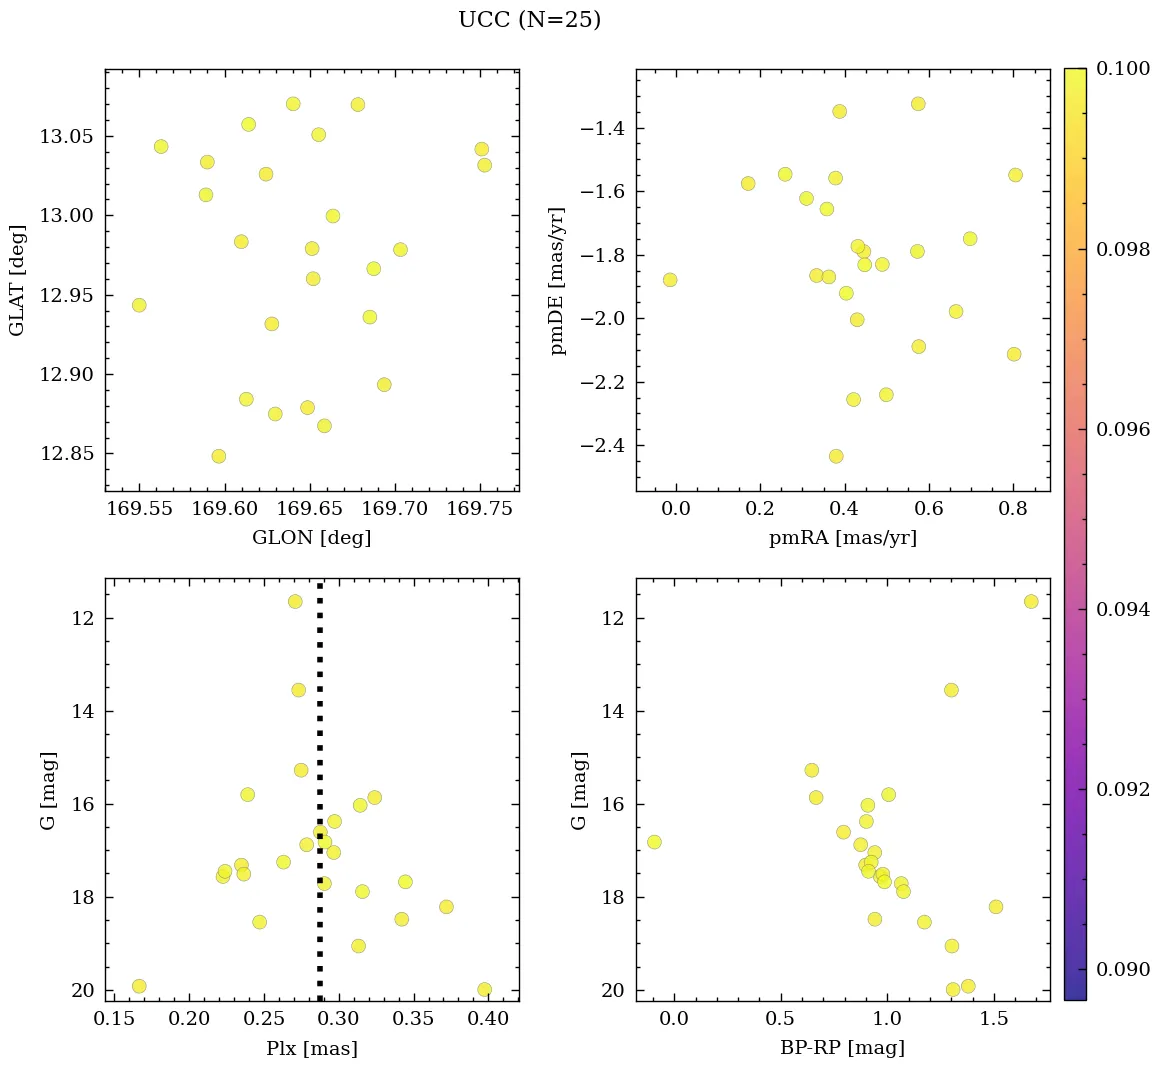 UCC (N=25)
13.05
13.00
12.95
12.90
12.85
GLAT [deg]
169.55 169.60 169.65 169.70 169.75
GLON [deg]
−1.4
−1.6
−1.8
−2.0
−2.2
−2.4
pmDE [mas/yr]
0.0 0.2 0.4 0.6 0.8
pmRA [mas/yr]
12
14
16
18
20
G [mag]
0.15 0.20 0.25 0.30 0.35 0.40
Plx [mas]
12
14
16
18
20
G [mag]
0.0 0.5 1.0 1.5
BP-RP [mag]
0.100
0.098
0.096
0.094
0.092
0.090